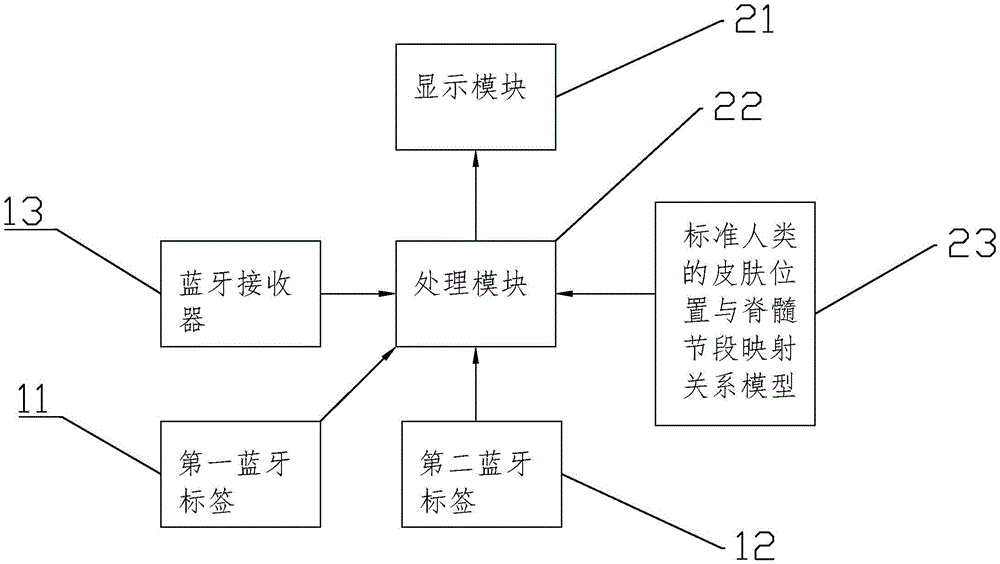 21
显示模块
22
13
蓝牙接收
器
处理模块
标准人类
的皮肤位
置与脊髓
节段映射
关系模型
23
11
第一蓝牙
标签
第二蓝牙
标签
12